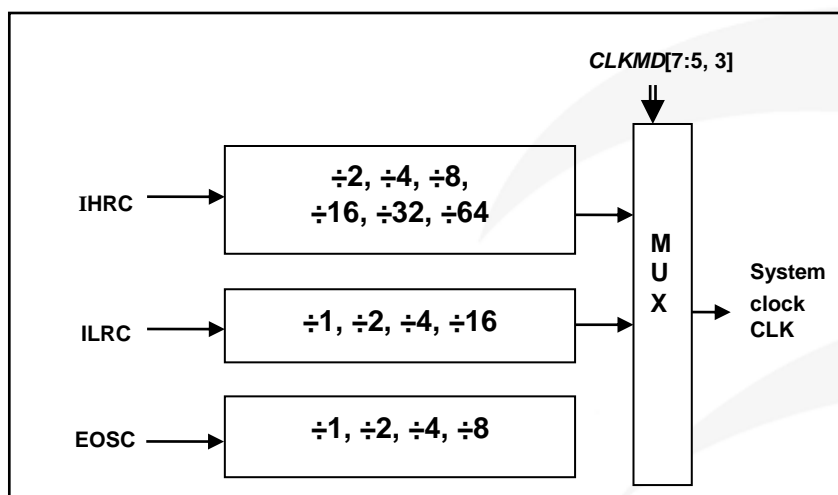 CLKMD[7:5, 3]
IHRC
÷2, ÷4, ÷8,
÷16, ÷32, ÷64
ILRC
÷1, ÷2, ÷4, ÷16
EOSC
÷1, ÷2, ÷4, ÷8
M
U
X
System
clock
CLK